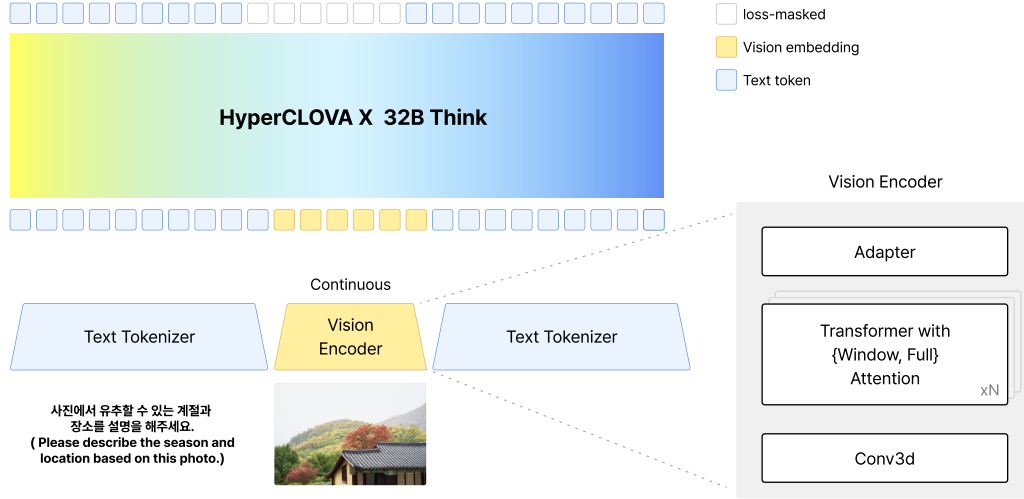 loss-masked
Vision embedding
Text token
HyperCLOVA X 32B Think
Vision Encoder
Adapter
Transformer with
{Window, Full}
Attention
xN
Conv3d
Continuous
Text Tokenizer
Vision
Encoder
Text Tokenizer
사진에서 유추할 수 있는 계절과
장소를 설명을 해주세요.
( Please describe the season and
location based on this photo.)